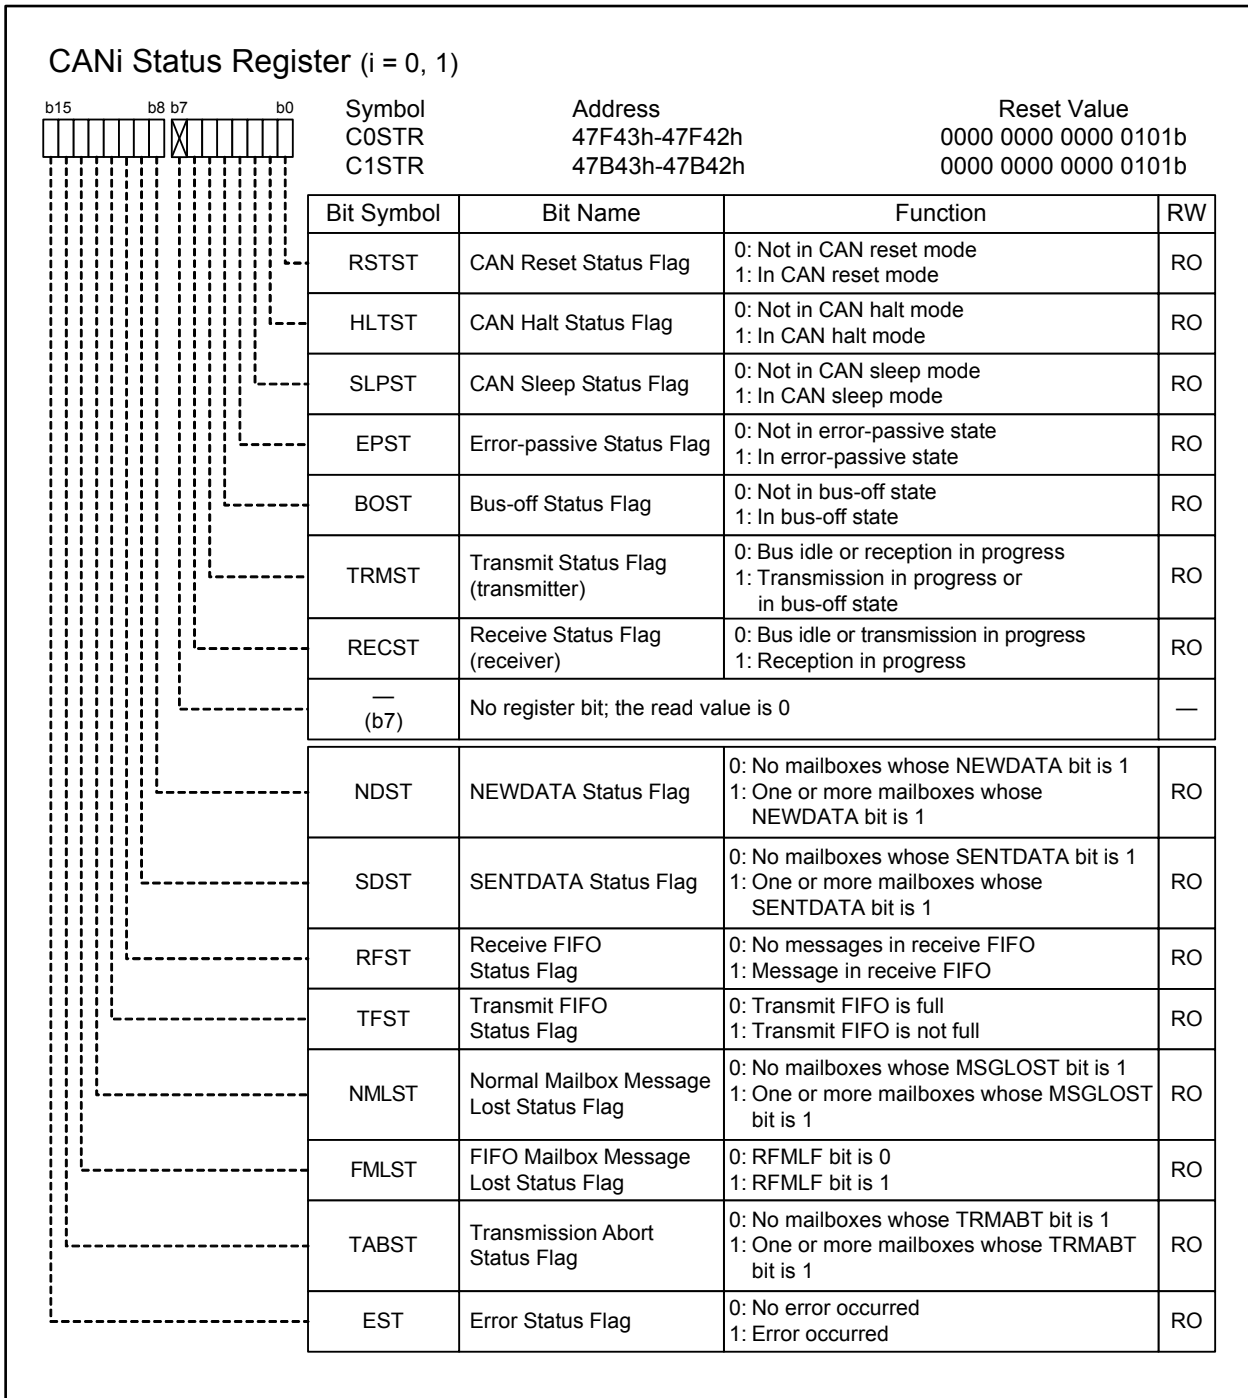 CANi Status Register (i = 0, 1)
b15 b8 b7 b0
Symbol Address Reset Value
C0STR 47F43h-47F42h 0000 0000 0000 0101b
C1STR 47B43h-47B42h 0000 0000 0000 0101b
Bit Symbol Bit Name Function RW
RSTST CAN Reset Status Flag 0: Not in CAN reset mode
1: In CAN reset mode RO
HLTST CAN Halt Status Flag 0: Not in CAN halt mode
1: In CAN halt mode RO
SLPST CAN Sleep Status Flag 0: Not in CAN sleep mode
1: In CAN sleep mode RO
EPST Error-passive Status Flag 0: Not in error-passive state
1: In error-passive state RO
BOST Bus-off Status Flag 0: Not in bus-off state
1: In bus-off state RO
TRMST Transmit Status Flag
(transmitter) 0: Bus idle or reception in progress
1: Transmission in progress or
in bus-off state RO
RECST Receive Status Flag
(receiver) 0: Bus idle or transmission in progress
1: Reception in progress RO
—
(b7) No register bit; the read value is 0 —
NDST NEWDATA Status Flag 0: No mailboxes whose NEWDATA bit is 1
1: One or more mailboxes whose
NEWDATA bit is 1 RO
SDST SENTDATA Status Flag 0: No mailboxes whose SENTDATA bit is 1
1: One or more mailboxes whose
SENTDATA bit is 1 RO
RFST Receive FIFO
Status Flag 0: No messages in receive FIFO
1: Message in receive FIFO RO
TFST Transmit FIFO
Status Flag 0: Transmit FIFO is full
1: Transmit FIFO is not full RO
NMLST Normal Mailbox Message
Lost Status Flag 0: No mailboxes whose MSGLOST bit is 1
1: One or more mailboxes whose MSGLOST
bit is 1 RO
FMLST FIFO Mailbox Message
Lost Status Flag 0: RFMLF bit is 0
1: RFMLF bit is 1 RO
TABST Transmission Abort
Status Flag 0: No mailboxes whose TRMABT bit is 1
1: One or more mailboxes whose TRMABT
bit is 1 RO
EST Error Status Flag 0: No error occurred
1: Error occurred RO